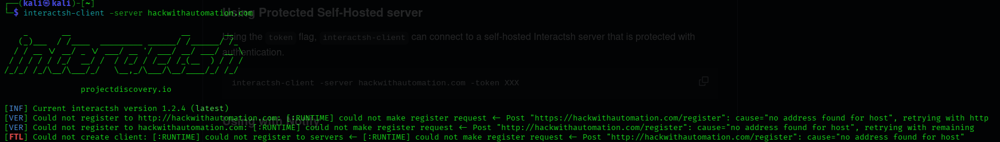 ┌──(kali㉿kali)-[~]
└─$ interactsh-client -server hackwithautomation.com
Using Protected Self-Hosted server
Using the token flag, interactsh-client can connect to a self-hosted Interactsh server that is protected with
authentication.
interactsh
interactsh-client -server hackwithautomation.com -token XXX
projectdiscovery.io
[INF] Current interactsh version 1.2.4 (latest)
[VER] Could not register to http://hackwithautomation.com: [:RUNTIME] could not make register request <- Post "https://hackwithautomation.com/register": cause="no address found for host", retrying with http
Using with Notify
[VER] Could not register to hackwithautomation.com: [:RUNTIME] could not make register request <- Post "http://hackwithautomation.com/register": cause="no address found for host", retrying with remaining
[FTL] Could not create client: [:RUNTIME] could not register to servers <- [:RUNTIME] could not make register request <- Post "http://hackwithautomation.com/register": cause="no address found for host"